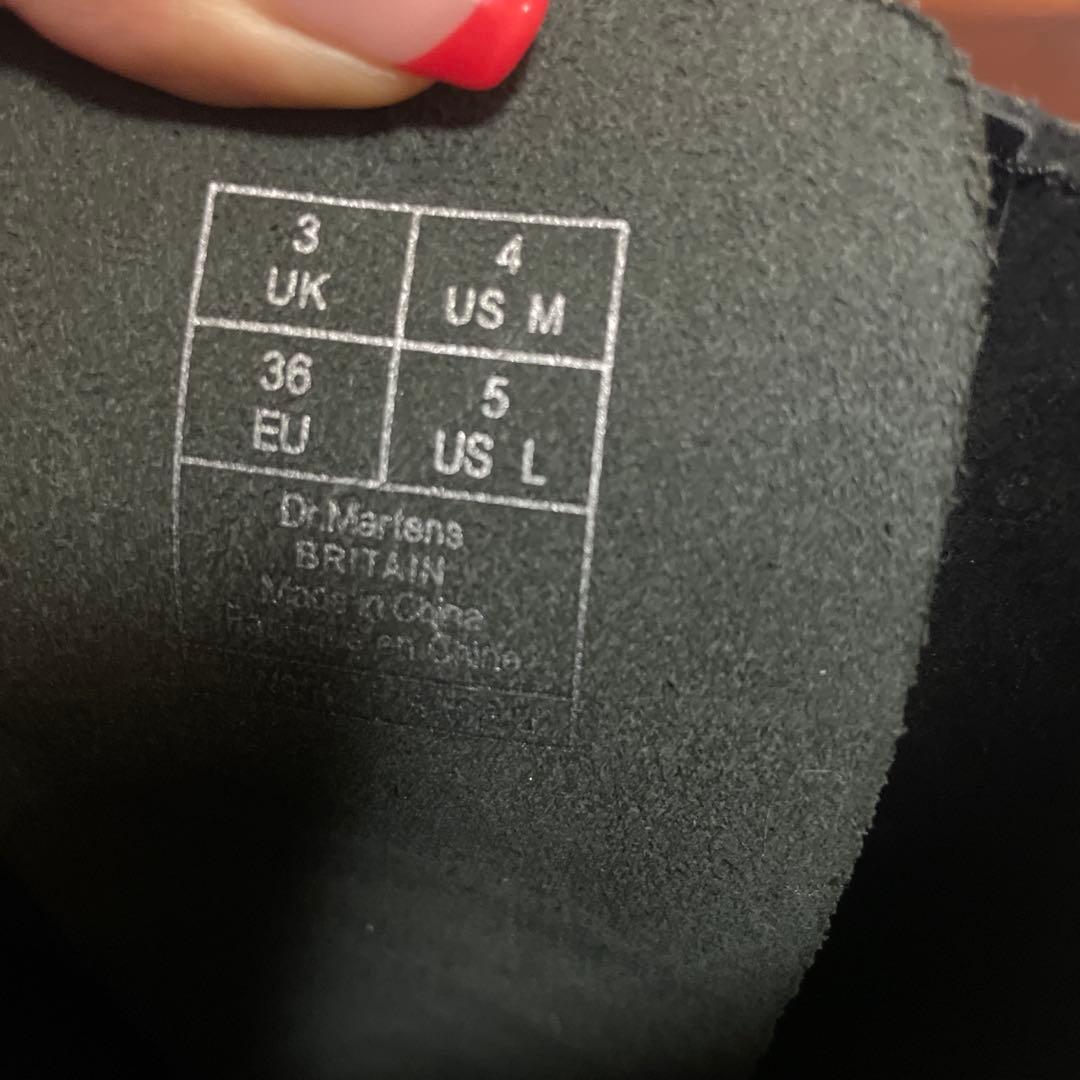 3
UK
4
US M
36
EU
5
US L
Dr.Martens
BRITAIN
Made in China
Fabriqué en Chine